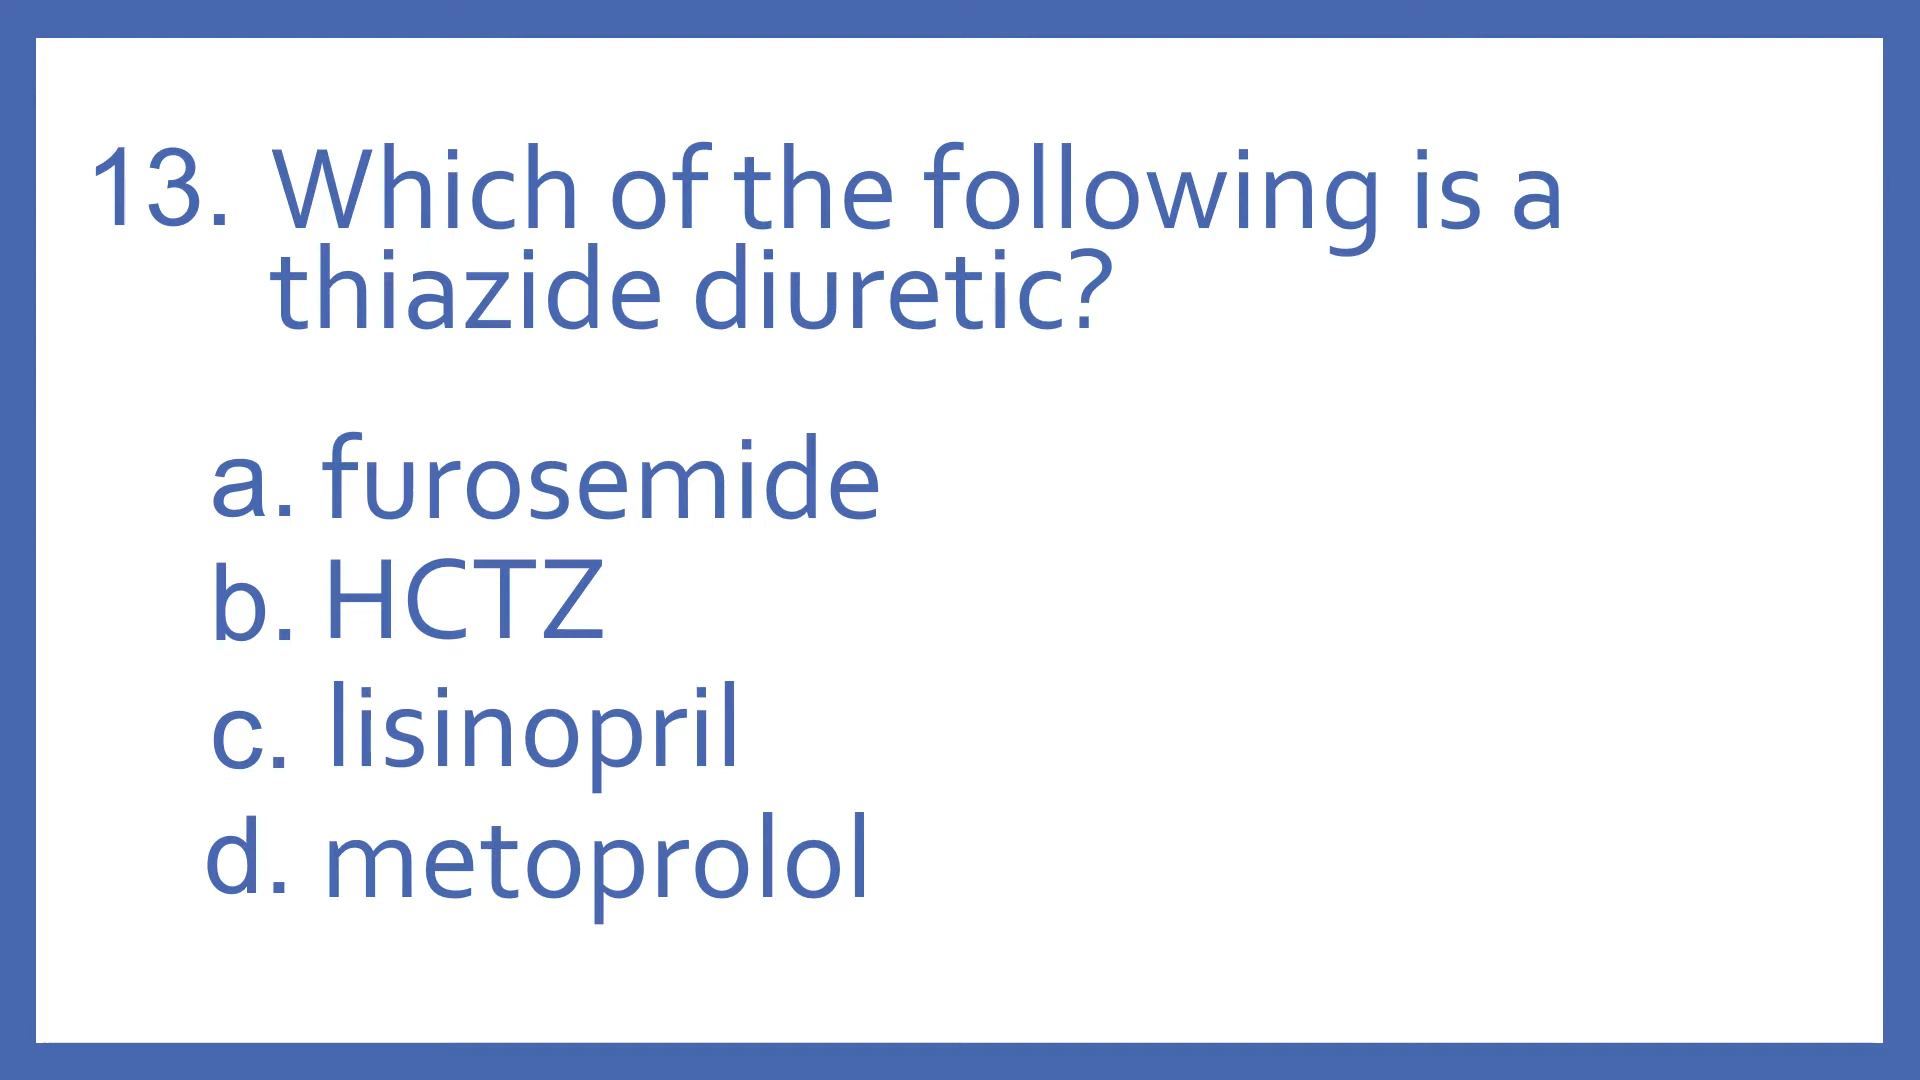 13. Which of the following is a
thiazide diuretic?
a. furosemide
b. HCTZ
c. lisinopril
d. metoprolol